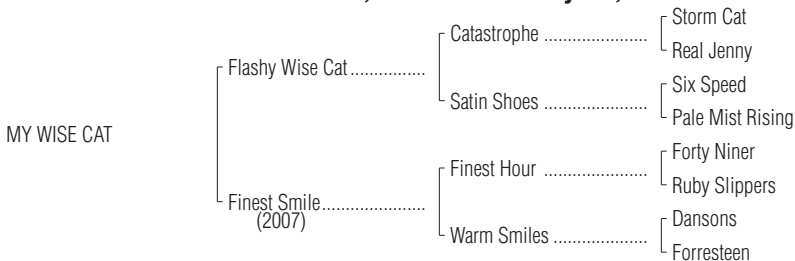 Storm Cat
Catastrophe ..................
Real Jenny
Flashy Wise Cat ................
Six Speed
Satin Shoes ..................
Pale Mist Rising
MY WISE CAT
Forty Niner
Finest Hour ..................
Ruby Slippers
Finest Smile ......................
(2007)
Dansons
Warm Smiles ................
Forresteen